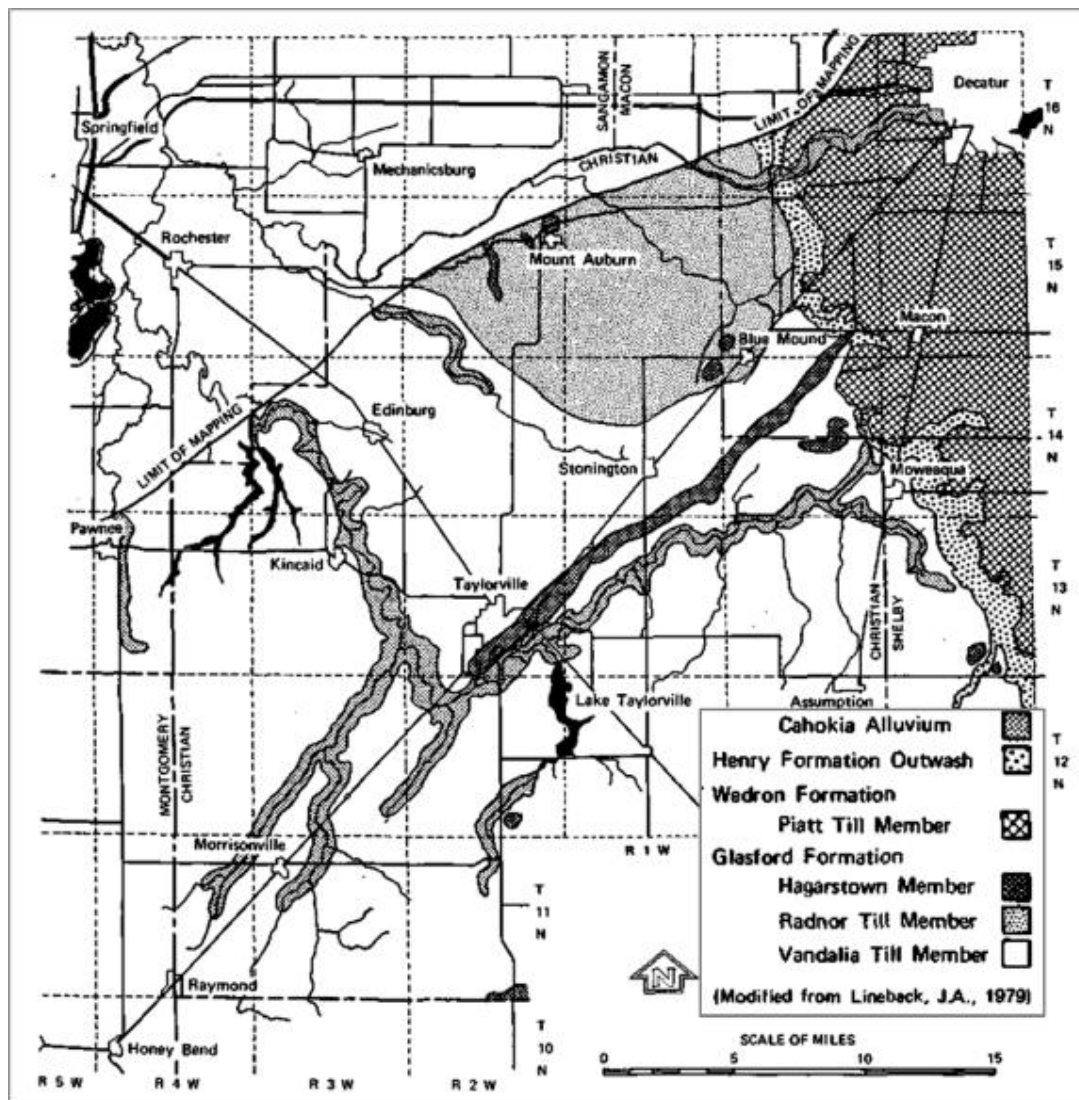 SANGAMON
MACON
LIMIT OF MAPPING
Decatur
T
16
N
Springfield
Mechanicsburg
CHRISTIAN
Rochester
Mount Auburn
T
15
N
Macon
Blue Mound
LIMIT OF MAPPING
Edinburg
T
14
N
Stonington
Moweaqua
Pawnee
Kincaid
Taylorville
T
13
N
CHRISTIAN
SHELBY
Lake Taylorville
Assumption
MONTGOMERY
CHRISTIAN
T
12
N
Cahokia Alluvium
Henry Formation Outwash
Wedron Formation
Piatt Till Member
Glasford Formation
Hagarstown Member
Radnor Till Member
Vandalia Till Member
(Modified from Lineback, J.A., 1979)
Morrisonville
R 1 W
T
11
N
N
Raymond
T
10
N
Honey Bend
SCALE OF MILES
0 5 10 15
R 5 W R 4 W R 3 W R 2 W